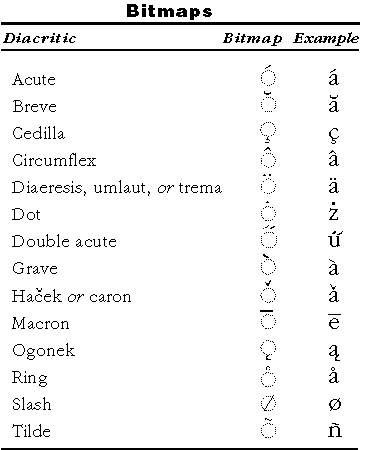 Bitmaps
Diacritic Bitmap Example
Acute ◌́ á
Breve ◌̆ ă
Cedilla ◌̧ ç
Circumflex ◌̂ â
Diaeresis, umlaut, or trema ◌̈ ä
Dot ◌̇ ż
Double acute ◌̋ ű
Grave ◌̀ à
Haček or caron ◌̌ ǎ
Macron ◌̅ ē
Ogonek ◌̨ ą
Ring ◌̊ å
Slash ◌̸ ø
Tilde ◌̃ ñ